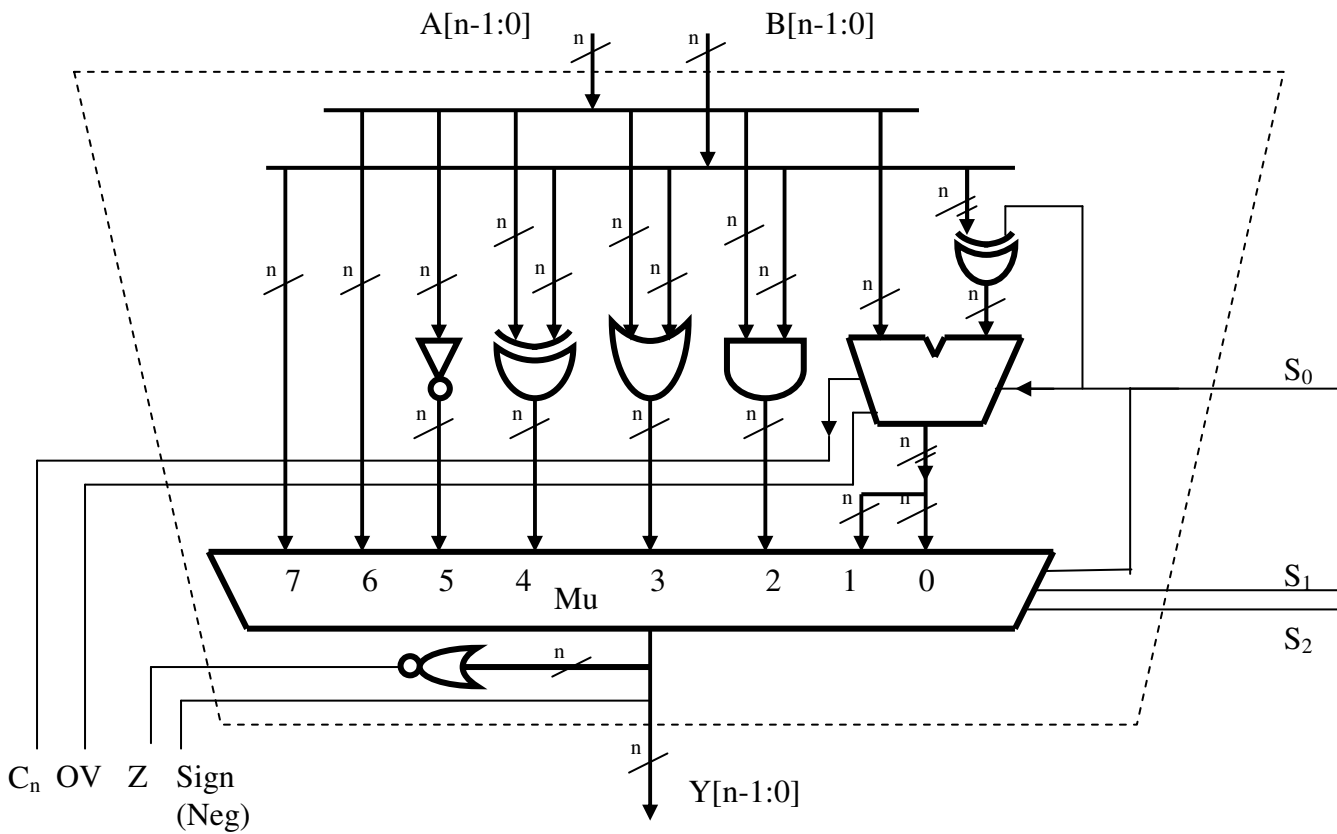 A[n-1:0] B[n-1:0]
n n
n n n n
n n n n n n n n
n n n n n
n n
S₀
7 6 5 4 3 2 1 0
Mu
S₁
S₂
n
Cₙ OV Z Sign
(Neg)
n
Y[n-1:0]